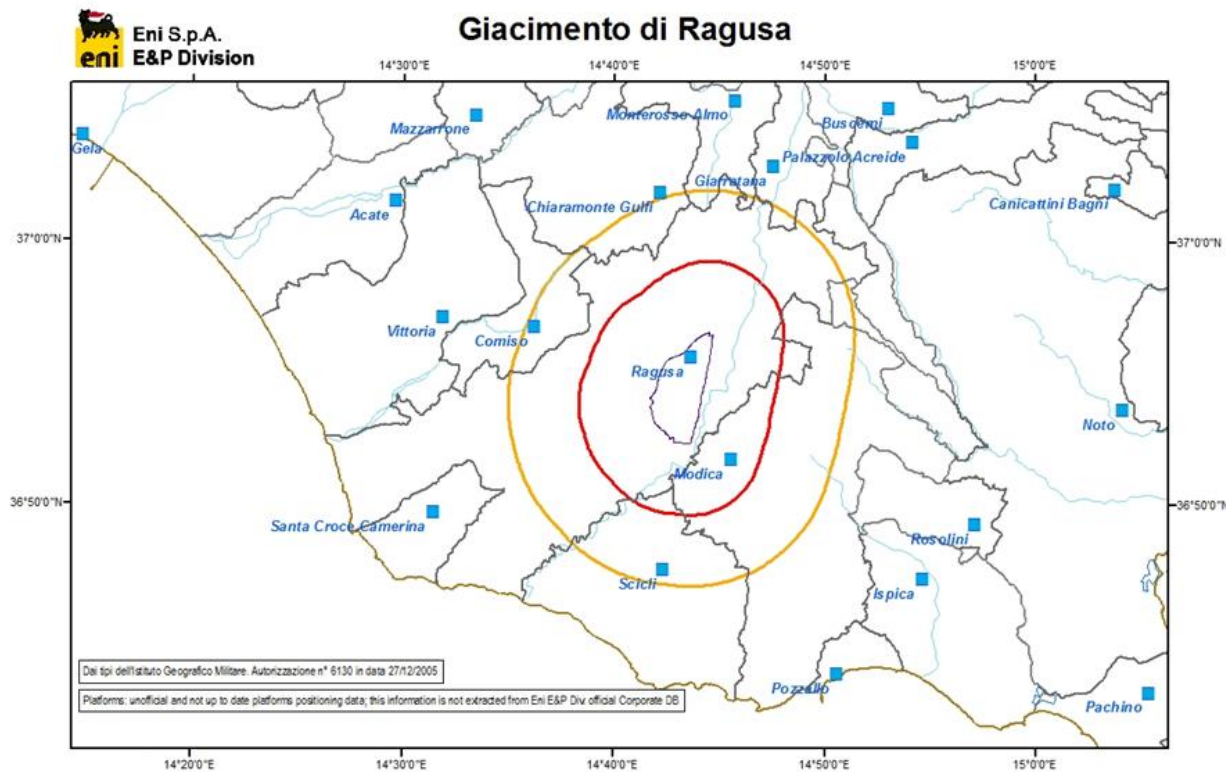 Giacimento di Ragusa
Eni S.p.A.
E&P Division
eni
14°30'0"E 14°40'0"E 14°50'0"E 15°0'0"E
Monterosso Almo
Mazzarrone
Buscemi
Gela
Palazzolo Acreide
Giarratana
Chiaramonte Gulfi
Canicattini Bagni
Acate
37°0'0"N 37°0'0"N
Vittoria
Comiso
Ragusa
Noto
Modica
36°50'0"N 36°50'0"N
Santa Croce Camerina
Rosolini
Scicli
Ispica
Dai tipi dell'Istituto Geografico Militare. Autorizzazione n° 6130 in data 27/12/2005
Pozzallo
Platforms: unofficial and not up to date platforms positioning data; this information is not extracted from Eni E&P Div. official Corporate DB
Pachino
14°20'0"E 14°30'0"E 14°40'0"E 14°50'0"E 15°0'0"E